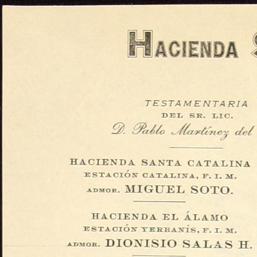 HACIENDA
TESTAMENTARIA
DEL SR. LIC.
D. Pablo Martínez del
HACIENDA SANTA CATALINA
ESTACIÓN CATALINA, F. I. M.
ADMOR. MIGUEL SOTO.
HACIENDA EL ÁLAMO
ESTACIÓN YERBANÍS, F. I. M.
ADMOR. DIONISIO SALAS H.